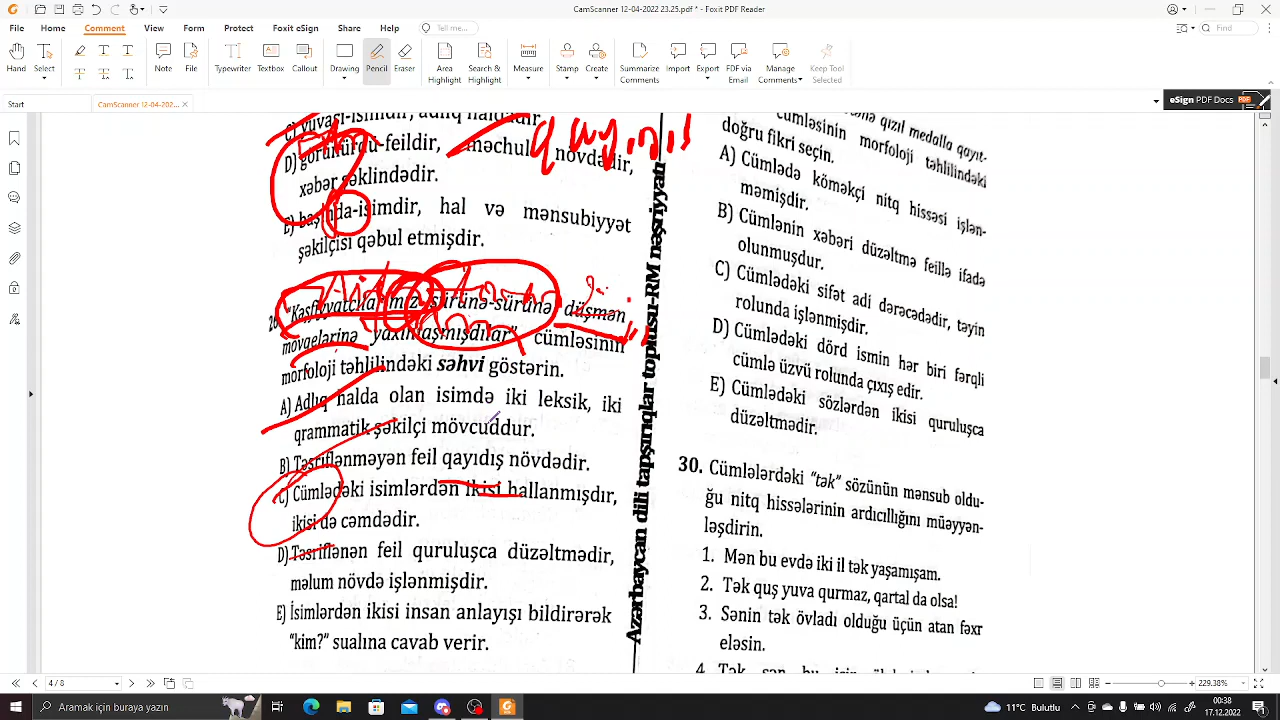 CamScanner 12-04-2022 23.25.pdf * - Foxit PDF Reader
File Home Comment View Form Protect Foxit eSign Share Help Tell me...
Hand Select Note File Typewriter Textbox Callout Drawing Pencil Eraser Area Highlight Search & Highlight Measure Stamp Create Summarize Comments Import Export FDF via Email Manage Comments Keep Tool Selected
Find
Start CamScanner 12-04-202...
eSign PDF Docs
D) görünürdü-feildir, məchul növdədir,
xəbər şəklindədir.
E) başında-isimdir, hal və mənsubiyyət
şəkilçisi qəbul etmişdir.
sürünə-sürünə düşmən
mövqelərinə yaxınlaşmışdılar" cümləsinin
morfoloji təhlilindəki səhvi göstərin.
A) Adlıq halda olan isimdə iki leksik, iki
qrammatik şəkilçi mövcuddur.
B) Təsriflənməyən feil qayıdış növdədir.
C) Cümlədəki isimlərdən ikisi hallanmışdır,
ikisi də cəmdədir.
D) Təsriflənən feil quruluşca düzəltmədir,
məlum növdə işlənmişdir.
E) İsimlərdən ikisi insan anlayışı bildirərək
"kim?" sualına cavab verir.
Azərbaycan dili tapşırıqlar toplusu-RM nəşriyyatı
qızıl medalla qayıt-
cümləsinin morfoloji təhlilindəki
doğru fikri seçin.
A) Cümlədə köməkçi nitq hissəsi işlən-
məmişdir.
B) Cümlənin xəbəri düzəltmə feillə ifadə
olunmuşdur.
C) Cümlədəki sifət adi dərəcədədir, təyin
rolunda işlənmişdir.
D) Cümlədəki dörd ismin hər biri fərqli
cümlə üzvü rolunda çıxış edir.
E) Cümlədəki sözlərdən ikisi quruluşca
düzəltmədir.
30. Cümlələrdəki "tək" sözünün mənsub oldu-
ğu nitq hissələrinin ardıcıllığını müəyyən-
ləşdirin.
1. Mən bu evdə iki il tək yaşamışam.
2. Tək quş yuva qurmaz, qartal da olsa!
3. Sənin tək övladı olduğu üçün atan fəxr
eləsin.
4 / 8
229.38%
Aramak için buraya yazın
11°C Bulutlu
00:38
17.12.2022